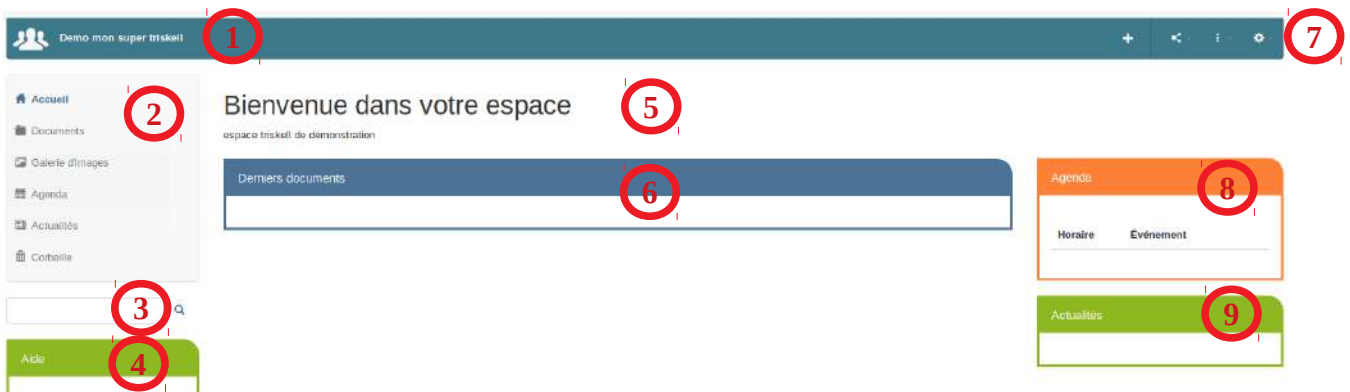 Demo mon super triskell
1
7
Accueil
Documents
Galerie d'images
Agenda
Actualités
Corbeille
2
3
Aide
4
Bienvenue dans votre espace
5
espace triskell de démonstration
Derniers documents
6
Agenda
8
Horaire Événement
Actualités
9